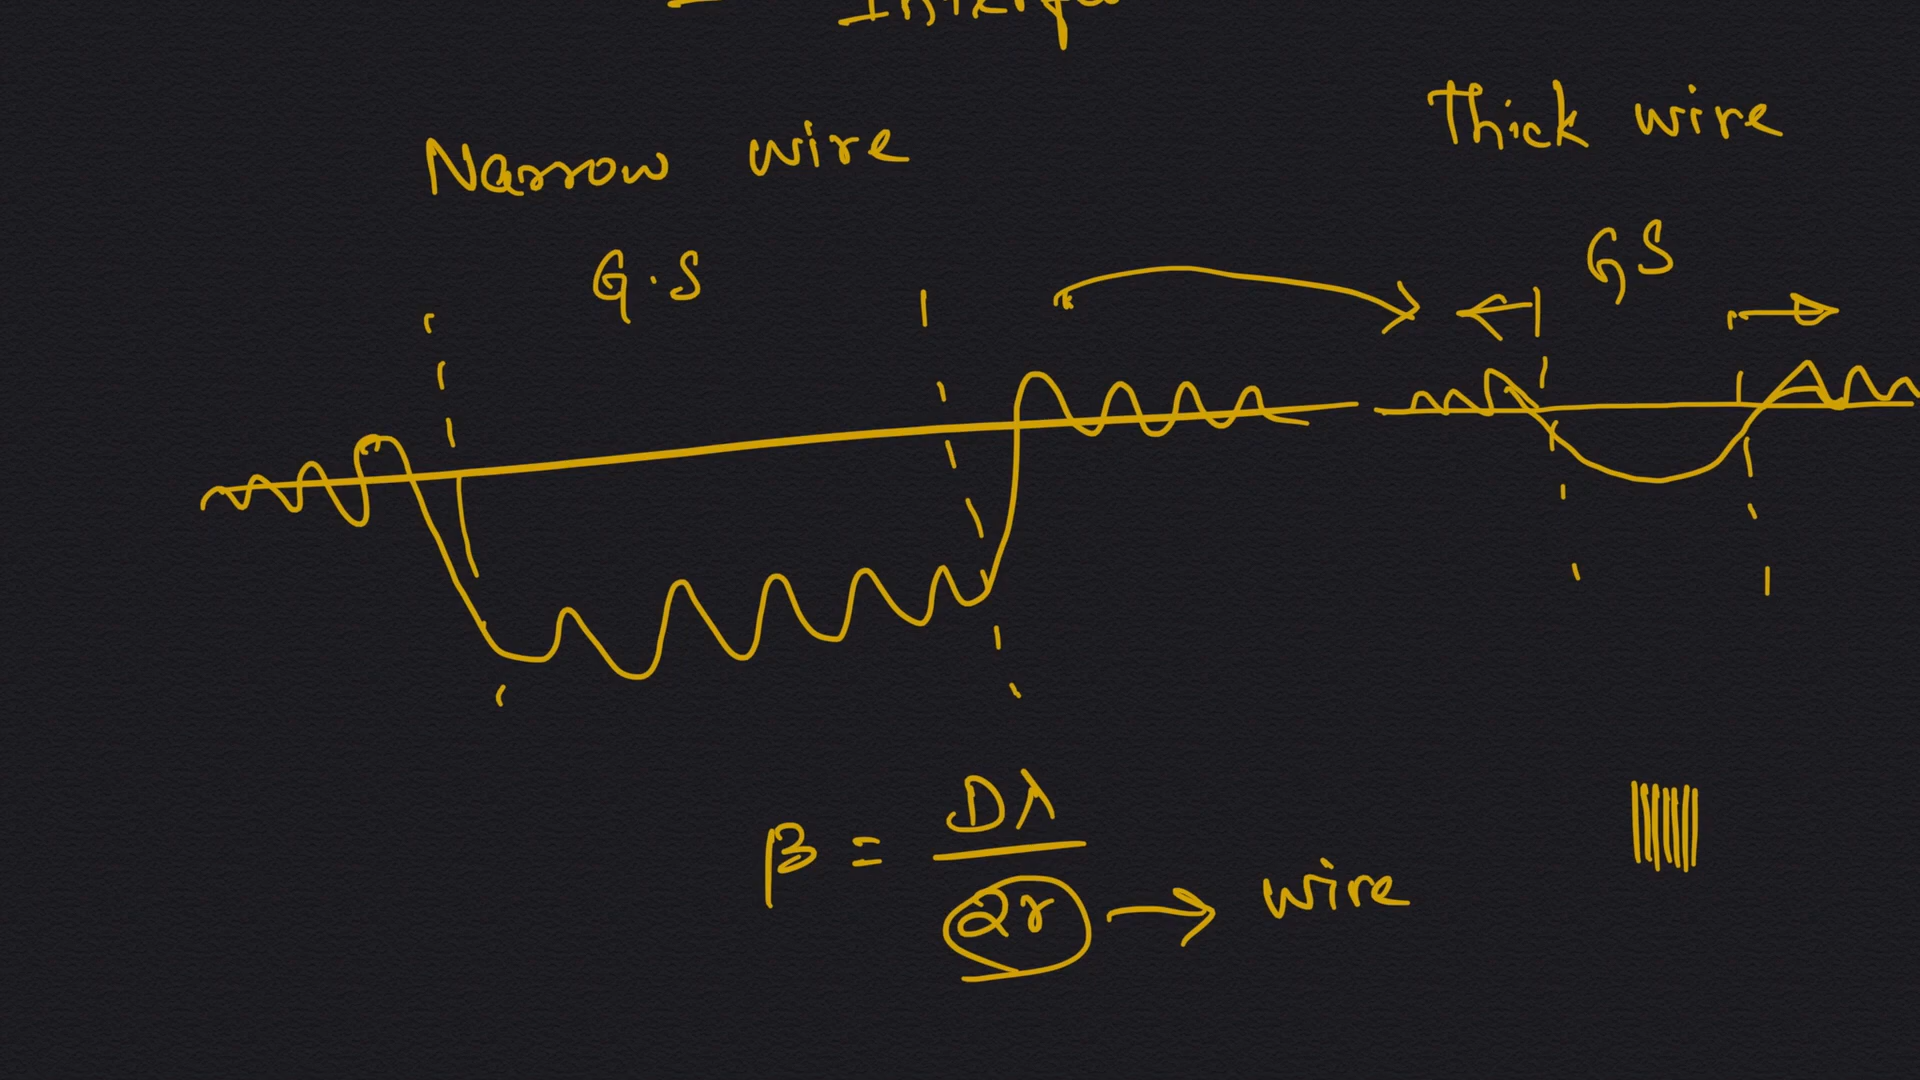 Narrow wire
Thick wire
G.S
GS
β = Dλ / 2r → wire